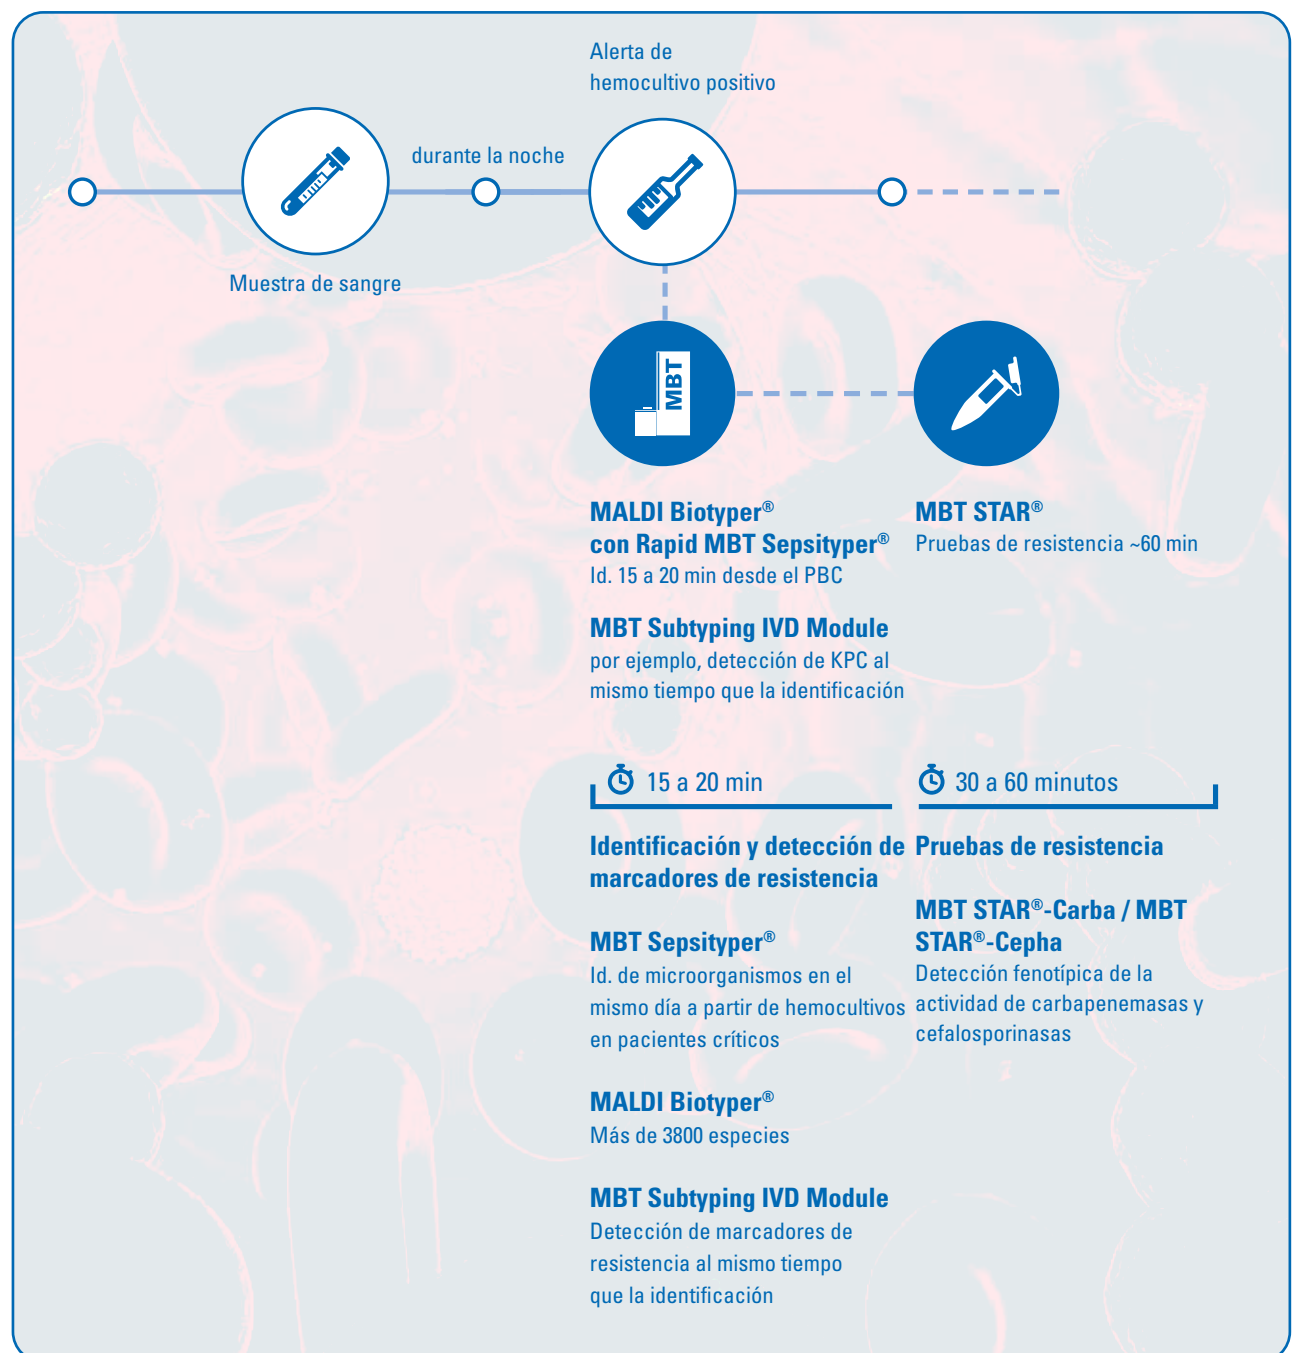 Alerta de
hemocultivo positivo
durante la noche
Muestra de sangre
MBT
MALDI Biotyper®
con Rapid MBT Sepsityper®
Id. 15 a 20 min desde el PBC
MBT Subtyping IVD Module
por ejemplo, detección de KPC al
mismo tiempo que la identificación
MBT STAR®
Pruebas de resistencia ~60 min
15 a 20 min
Identificación y detección de
marcadores de resistencia
MBT Sepsityper®
Id. de microorganismos en el
mismo día a partir de hemocultivos
en pacientes críticos
MALDI Biotyper®
Más de 3800 especies
MBT Subtyping IVD Module
Detección de marcadores de
resistencia al mismo tiempo
que la identificación
30 a 60 minutos
Pruebas de resistencia
MBT STAR®-Carba / MBT
STAR®-Cepha
Detección fenotípica de la
actividad de carbapenemasas y
cefalosporinasas